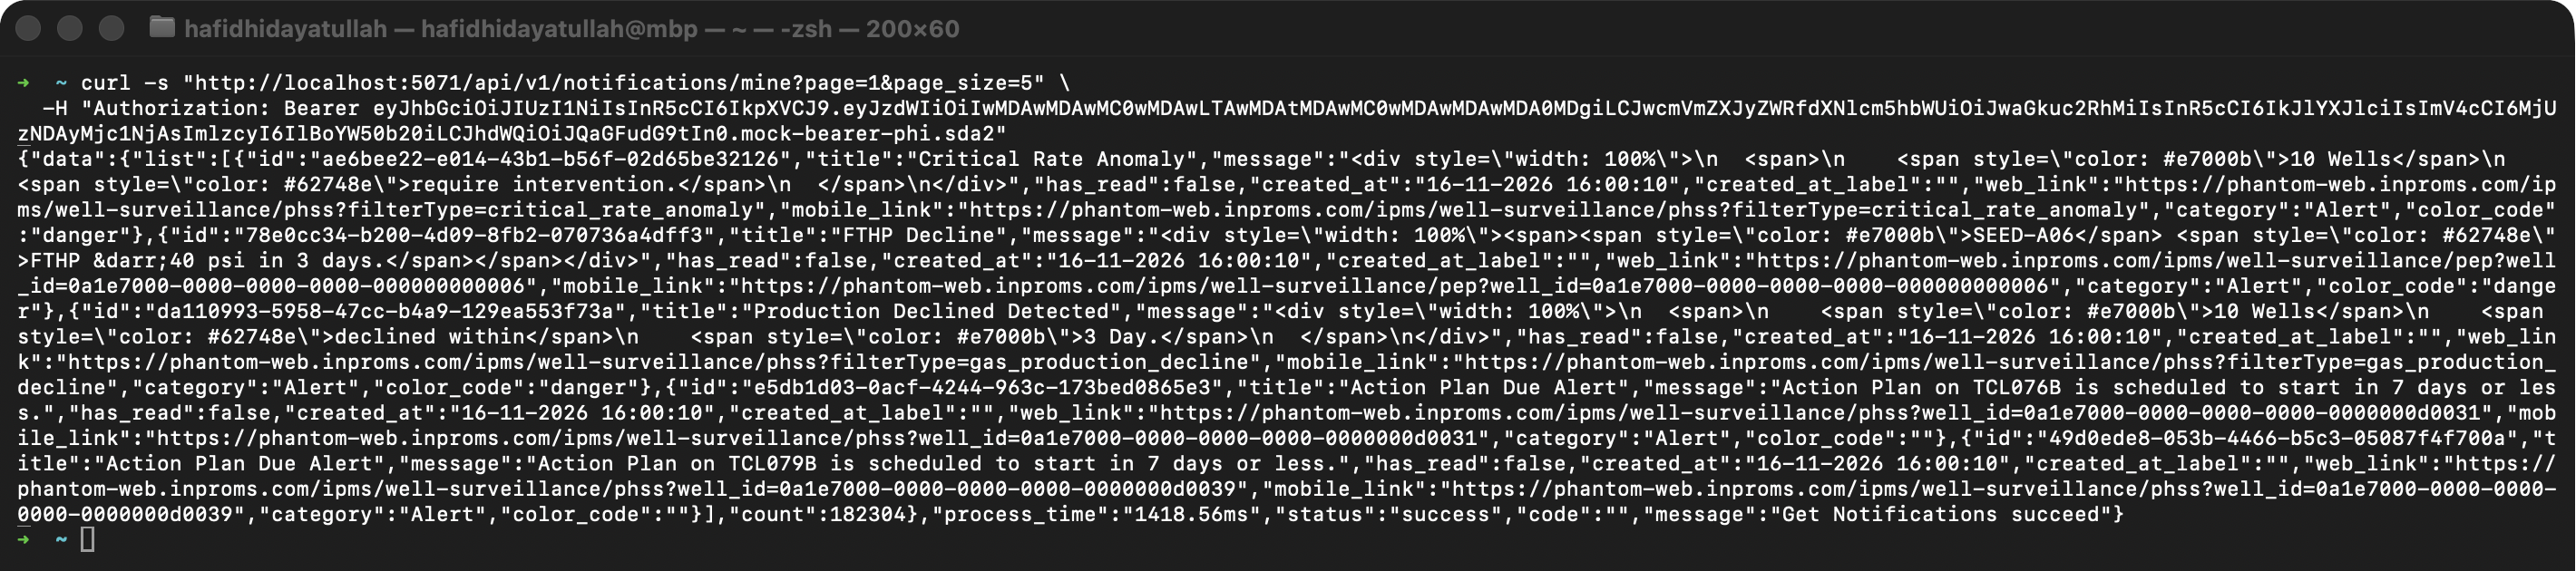 hafidhidayatullah — hafidhidayatullah@mbp — ~ — -zsh — 200×60
➜  ~ curl -s "http://localhost:5071/api/v1/notifications/mine?page=1&page_size=5" \
  -H "Authorization: Bearer eyJhbGciOiJIUzI1NiIsInR5cCI6IkpXVCJ9.eyJzdWIiOiIwMDAwMDAwMC0wMDAwLTAwMDAtMDAwMC0wMDAwMDAwMDA0MDgiLCJwcmVmZXJyZWRfdXNlcm5hbWUiOiJwaGkuc2RhMiIsInR5cCI6IkJlYXJlciIsImV4cCI6MjU
zNDAyMjc1NjAsImlzcyI6IlBoYW50b20iLCJhdWQiOiJQaGFudG9tIn0.mock-bearer-phi.sda2"
{"data":{"list":[{"id":"ae6bee22-e014-43b1-b56f-02d65be32126","title":"Critical Rate Anomaly","message":"<div style=\"width: 100%\">\n  <span>\n    <span style=\"color: #e7000b\">10 Wells</span>\n
<span style=\"color: #62748e\">require intervention.</span>\n  </span>\n</div>","has_read":false,"created_at":"16-11-2026 16:00:10","created_at_label":"","web_link":"https://phantom-web.inproms.com/ip
ms/well-surveillance/phss?filterType=critical_rate_anomaly","mobile_link":"https://phantom-web.inproms.com/ipms/well-surveillance/phss?filterType=critical_rate_anomaly","category":"Alert","color_code"
:"danger"},{"id":"78e0cc34-b200-4d09-8fb2-070736a4dff3","title":"FTHP Decline","message":"<div style=\"width: 100%\"><span><span style=\"color: #e7000b\">SEED-A06</span> <span style=\"color: #62748e\"
>FTHP &darr;40 psi in 3 days.</span></span></div>","has_read":false,"created_at":"16-11-2026 16:00:10","created_at_label":"","web_link":"https://phantom-web.inproms.com/ipms/well-surveillance/pep?well
_id=0a1e7000-0000-0000-0000-000000000006","mobile_link":"https://phantom-web.inproms.com/ipms/well-surveillance/pep?well_id=0a1e7000-0000-0000-0000-000000000006","category":"Alert","color_code":"dange
r"},{"id":"da110993-5958-47cc-b4a9-129ea553f73a","title":"Production Declined Detected","message":"<div style=\"width: 100%\">\n  <span>\n    <span style=\"color: #e7000b\">10 Wells</span>\n    <span
style=\"color: #62748e\">declined within</span>\n    <span style=\"color: #e7000b\">3 Day.</span>\n  </span>\n</div>","has_read":false,"created_at":"16-11-2026 16:00:10","created_at_label":"","web_lin
k":"https://phantom-web.inproms.com/ipms/well-surveillance/phss?filterType=gas_production_decline","mobile_link":"https://phantom-web.inproms.com/ipms/well-surveillance/phss?filterType=gas_production_
decline","category":"Alert","color_code":"danger"},{"id":"e5db1d03-0acf-4244-963c-173bed0865e3","title":"Action Plan Due Alert","message":"Action Plan on TCL076B is scheduled to start in 7 days or les
s.","has_read":false,"created_at":"16-11-2026 16:00:10","created_at_label":"","web_link":"https://phantom-web.inproms.com/ipms/well-surveillance/phss?well_id=0a1e7000-0000-0000-0000-0000000d0031","mob
ile_link":"https://phantom-web.inproms.com/ipms/well-surveillance/phss?well_id=0a1e7000-0000-0000-0000-0000000d0031","category":"Alert","color_code":""},{"id":"49d0ede8-053b-4466-b5c3-05087f4f700a","t
itle":"Action Plan Due Alert","message":"Action Plan on TCL079B is scheduled to start in 7 days or less.","has_read":false,"created_at":"16-11-2026 16:00:10","created_at_label":"","web_link":"https://
phantom-web.inproms.com/ipms/well-surveillance/phss?well_id=0a1e7000-0000-0000-0000-0000000d0039","mobile_link":"https://phantom-web.inproms.com/ipms/well-surveillance/phss?well_id=0a1e7000-0000-0000-
0000-0000000d0039","category":"Alert","color_code":""}],"count":182304},"process_time":"1418.56ms","status":"success","code":"","message":"Get Notifications succeed"}
➜  ~